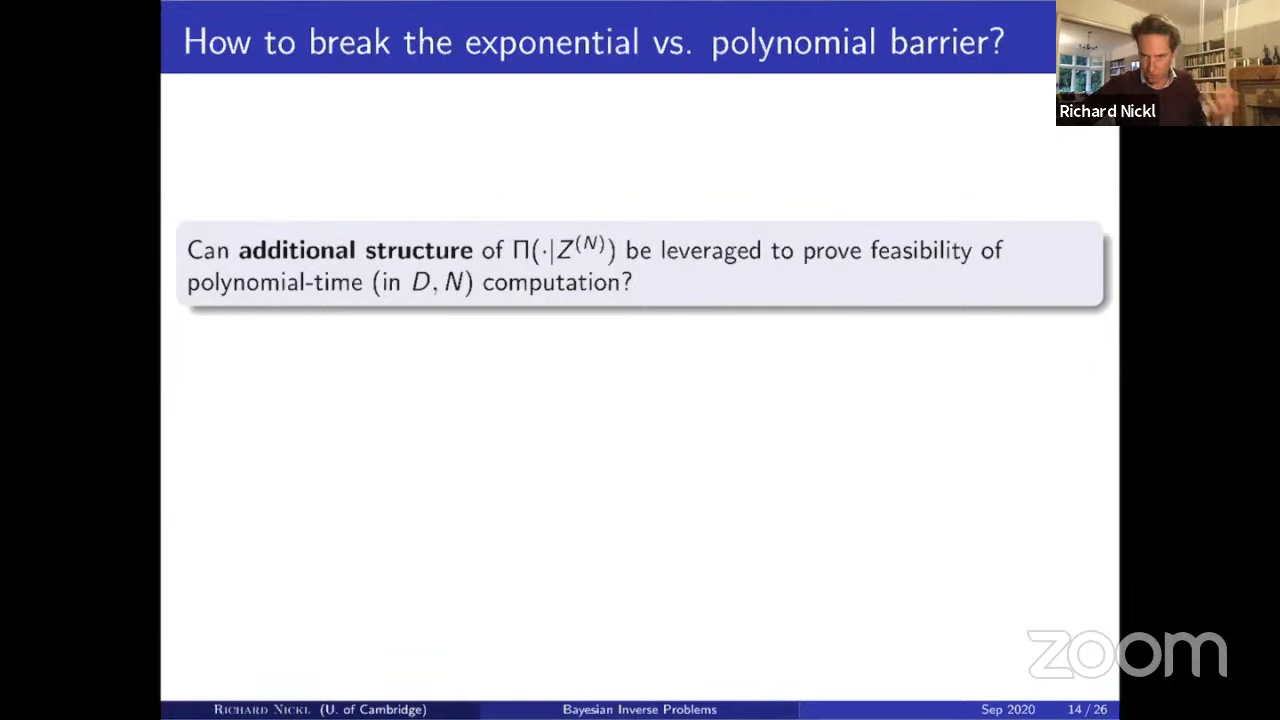 How to break the exponential vs. polynomial barrier?
Richard Nickl
Can additional structure of Π(·|Z^(N)) be leveraged to prove feasibility of
polynomial-time (in D, N) computation?
zoom
RICHARD NICKL (U. of Cambridge) Bayesian Inverse Problems Sep 2020 14 / 26